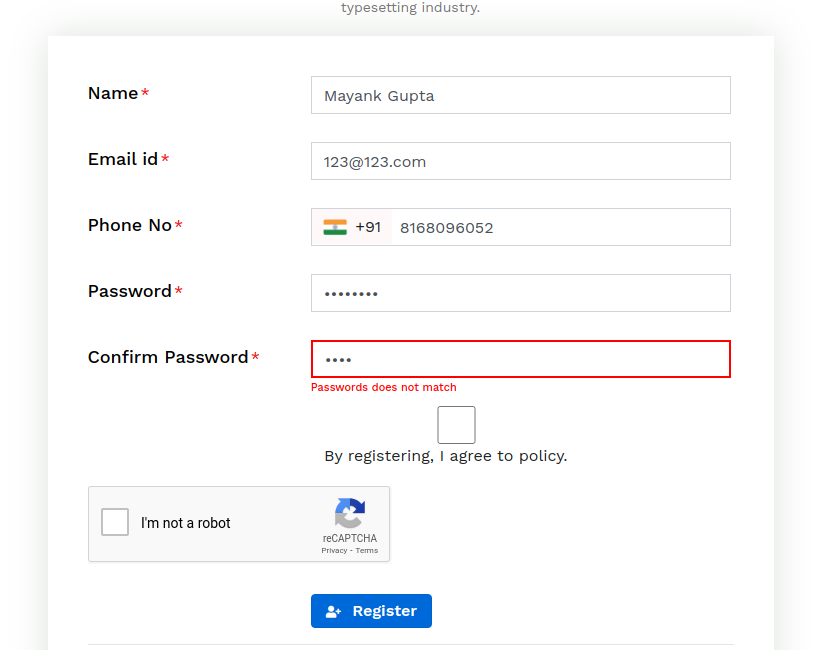 typesetting industry.
Name*
Mayank Gupta
Email id*
123@123.com
Phone No*
+91 8168096052
Password*
••••••••
Confirm Password*
••••
Passwords does not match
By registering, I agree to policy.
I'm not a robot
reCAPTCHA
Privacy - Terms
Register